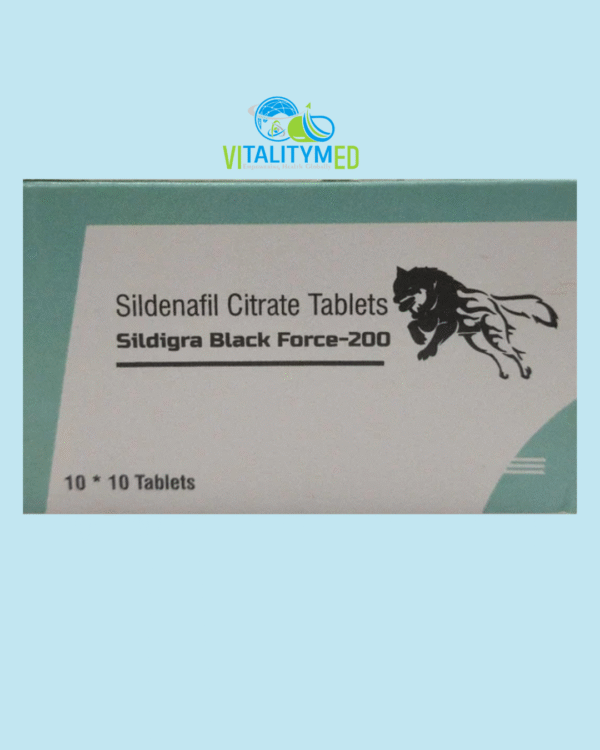 VITALITYMED
Sildenafil Citrate Tablets
Sildigra Black Force-200
10 * 10 Tablets